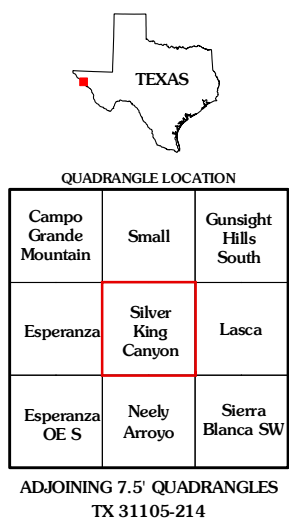 TEXAS
QUADRANGLE LOCATION
Campo
Grande
Mountain
Small
Gunsight
Hills
South
Esperanza
Silver
King
Canyon
Lasca
Esperanza
OE S
Neely
Arroyo
Sierra
Blanca SW
ADJOINING 7.5' QUADRANGLES
TX 31105-214